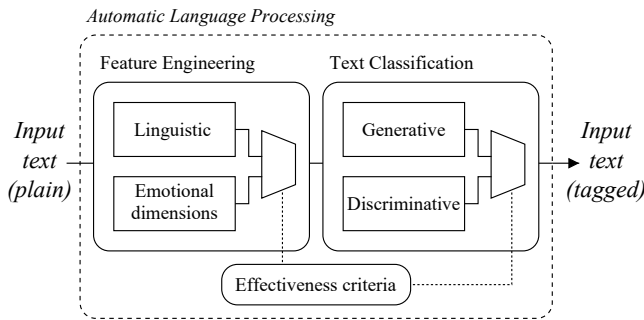 Automatic Language Processing
Feature Engineering
Text Classification
Input
text
(plain)
Linguistic
Emotional
dimensions
Generative
Discriminative
Input
text
(tagged)
Effectiveness criteria